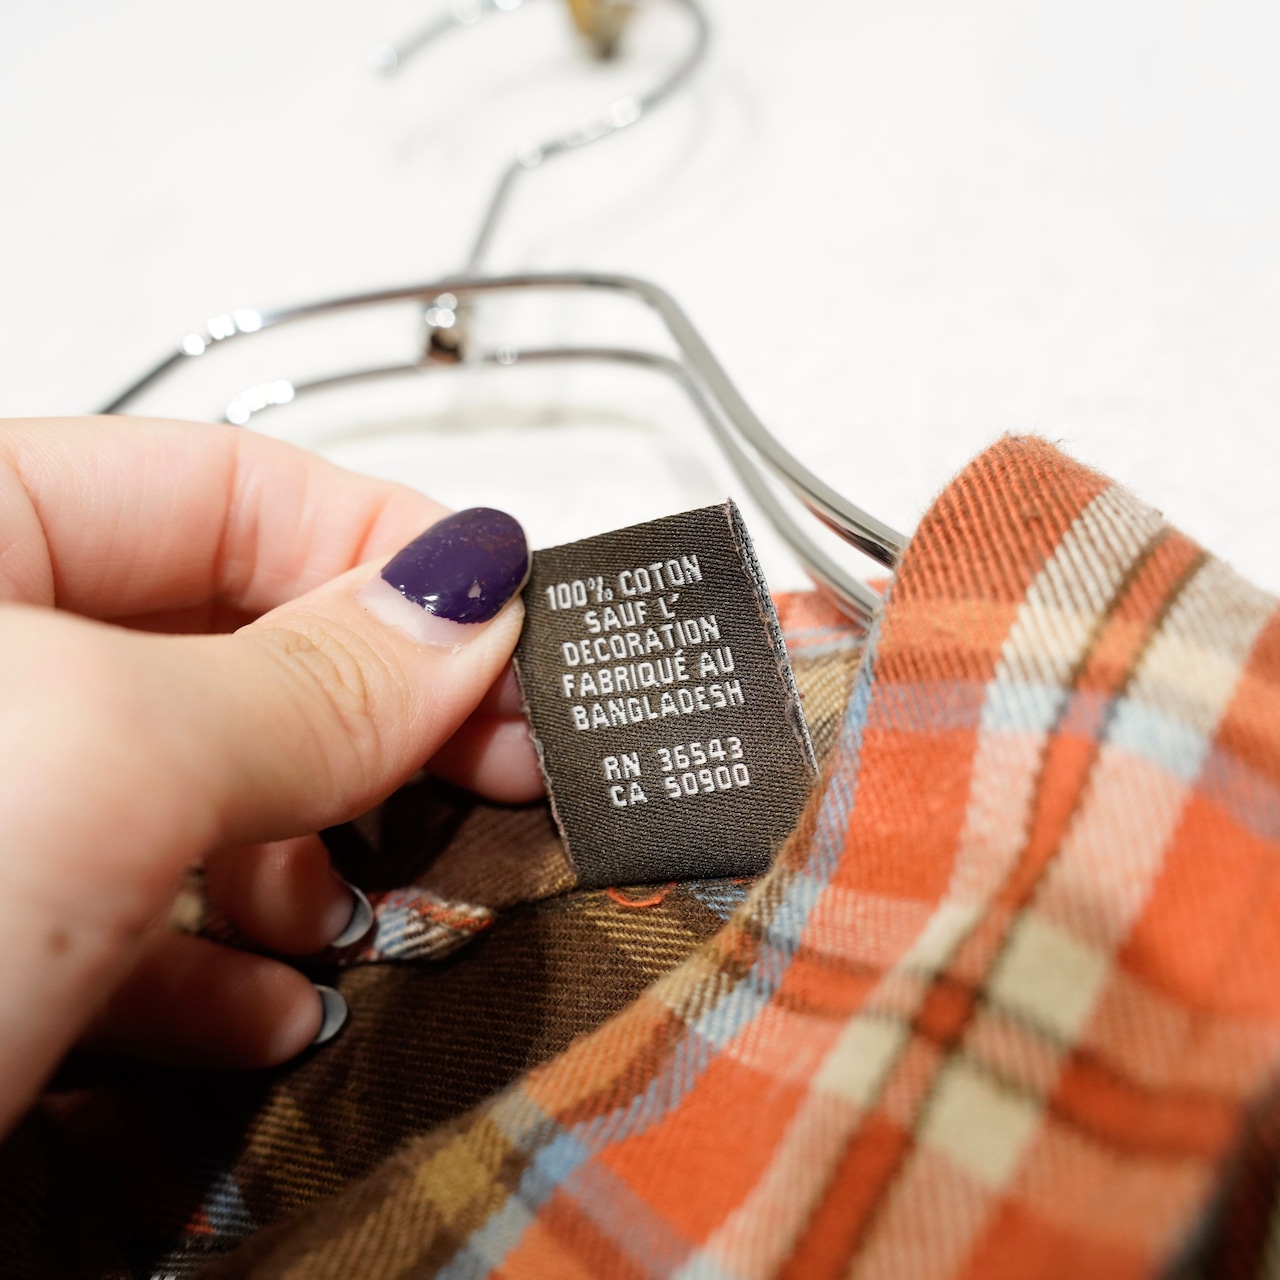 100% COTON
SAUF L'
DECORATION
FABRIQUÉ AU
BANGLADESH
RN 36543
CA 50900